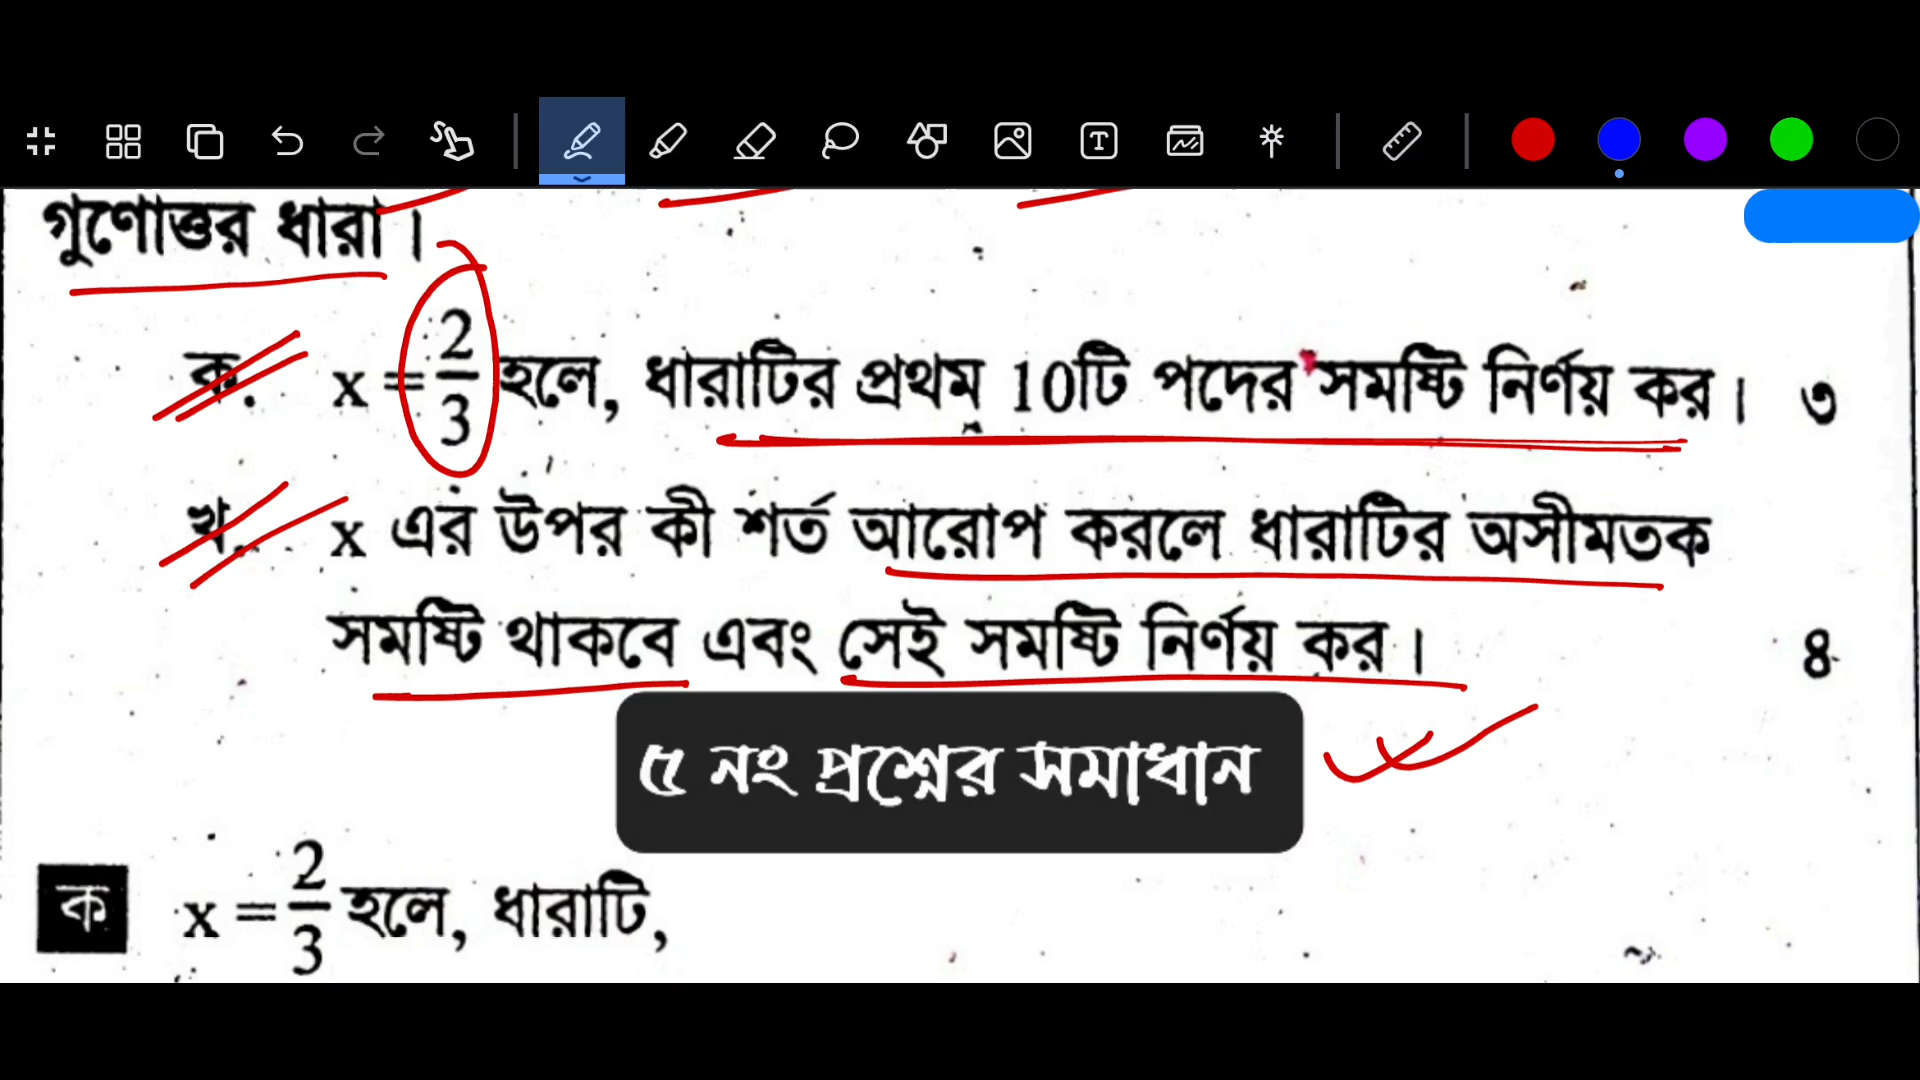 গুণোত্তর ধারা।
ক. x = 2/3 হলে, ধারাটির প্রথম 10টি পদের সমষ্টি নির্ণয় কর। ৩
খ. x এর উপর কী শর্ত আরোপ করলে ধারাটির অসীমতক
সমষ্টি থাকবে এবং সেই সমষ্টি নির্ণয় কর। ৪
৫ নং প্রশ্নের সমাধান
ক x = 2/3 হলে, ধারাটি,